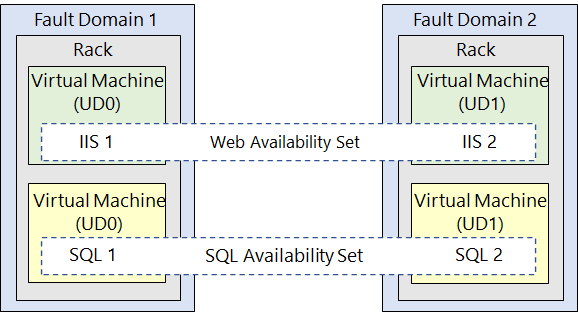 Fault Domain 1
Rack
Virtual Machine
(UD0)
IIS 1
Virtual Machine
(UD0)
SQL 1
Web Availability Set
SQL Availability Set
Fault Domain 2
Rack
Virtual Machine
(UD1)
IIS 2
Virtual Machine
(UD1)
SQL 2